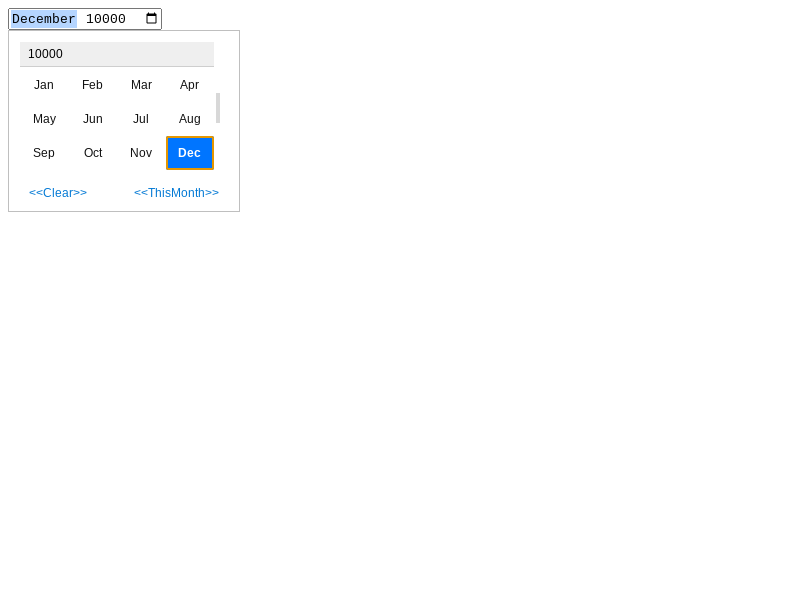 December 10000
10000
Jan Feb Mar Apr
May Jun Jul Aug
Sep Oct Nov Dec
<<Clear>> <<ThisMonth>>